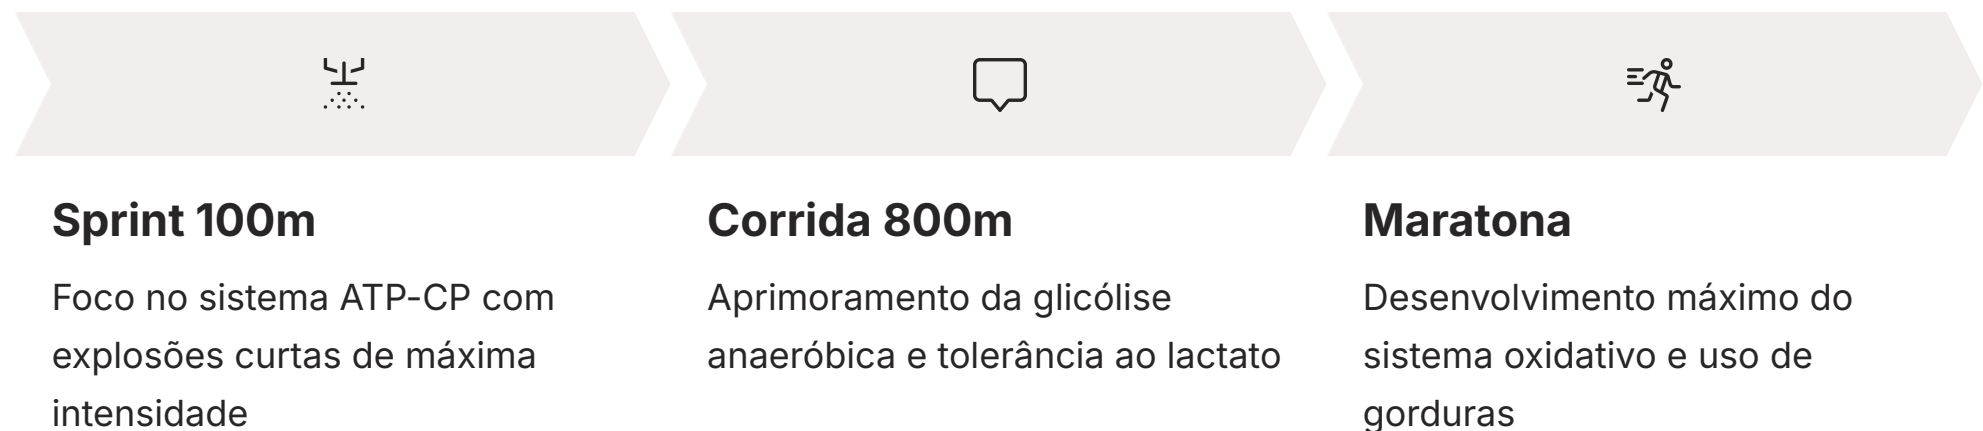 Sprint 100m
Foco no sistema ATP-CP com
explosões curtas de máxima
intensidade
Corrida 800m
Aprimoramento da glicólise
anaeróbica e tolerância ao lactato
Maratona
Desenvolvimento máximo do
sistema oxidativo e uso de
gorduras